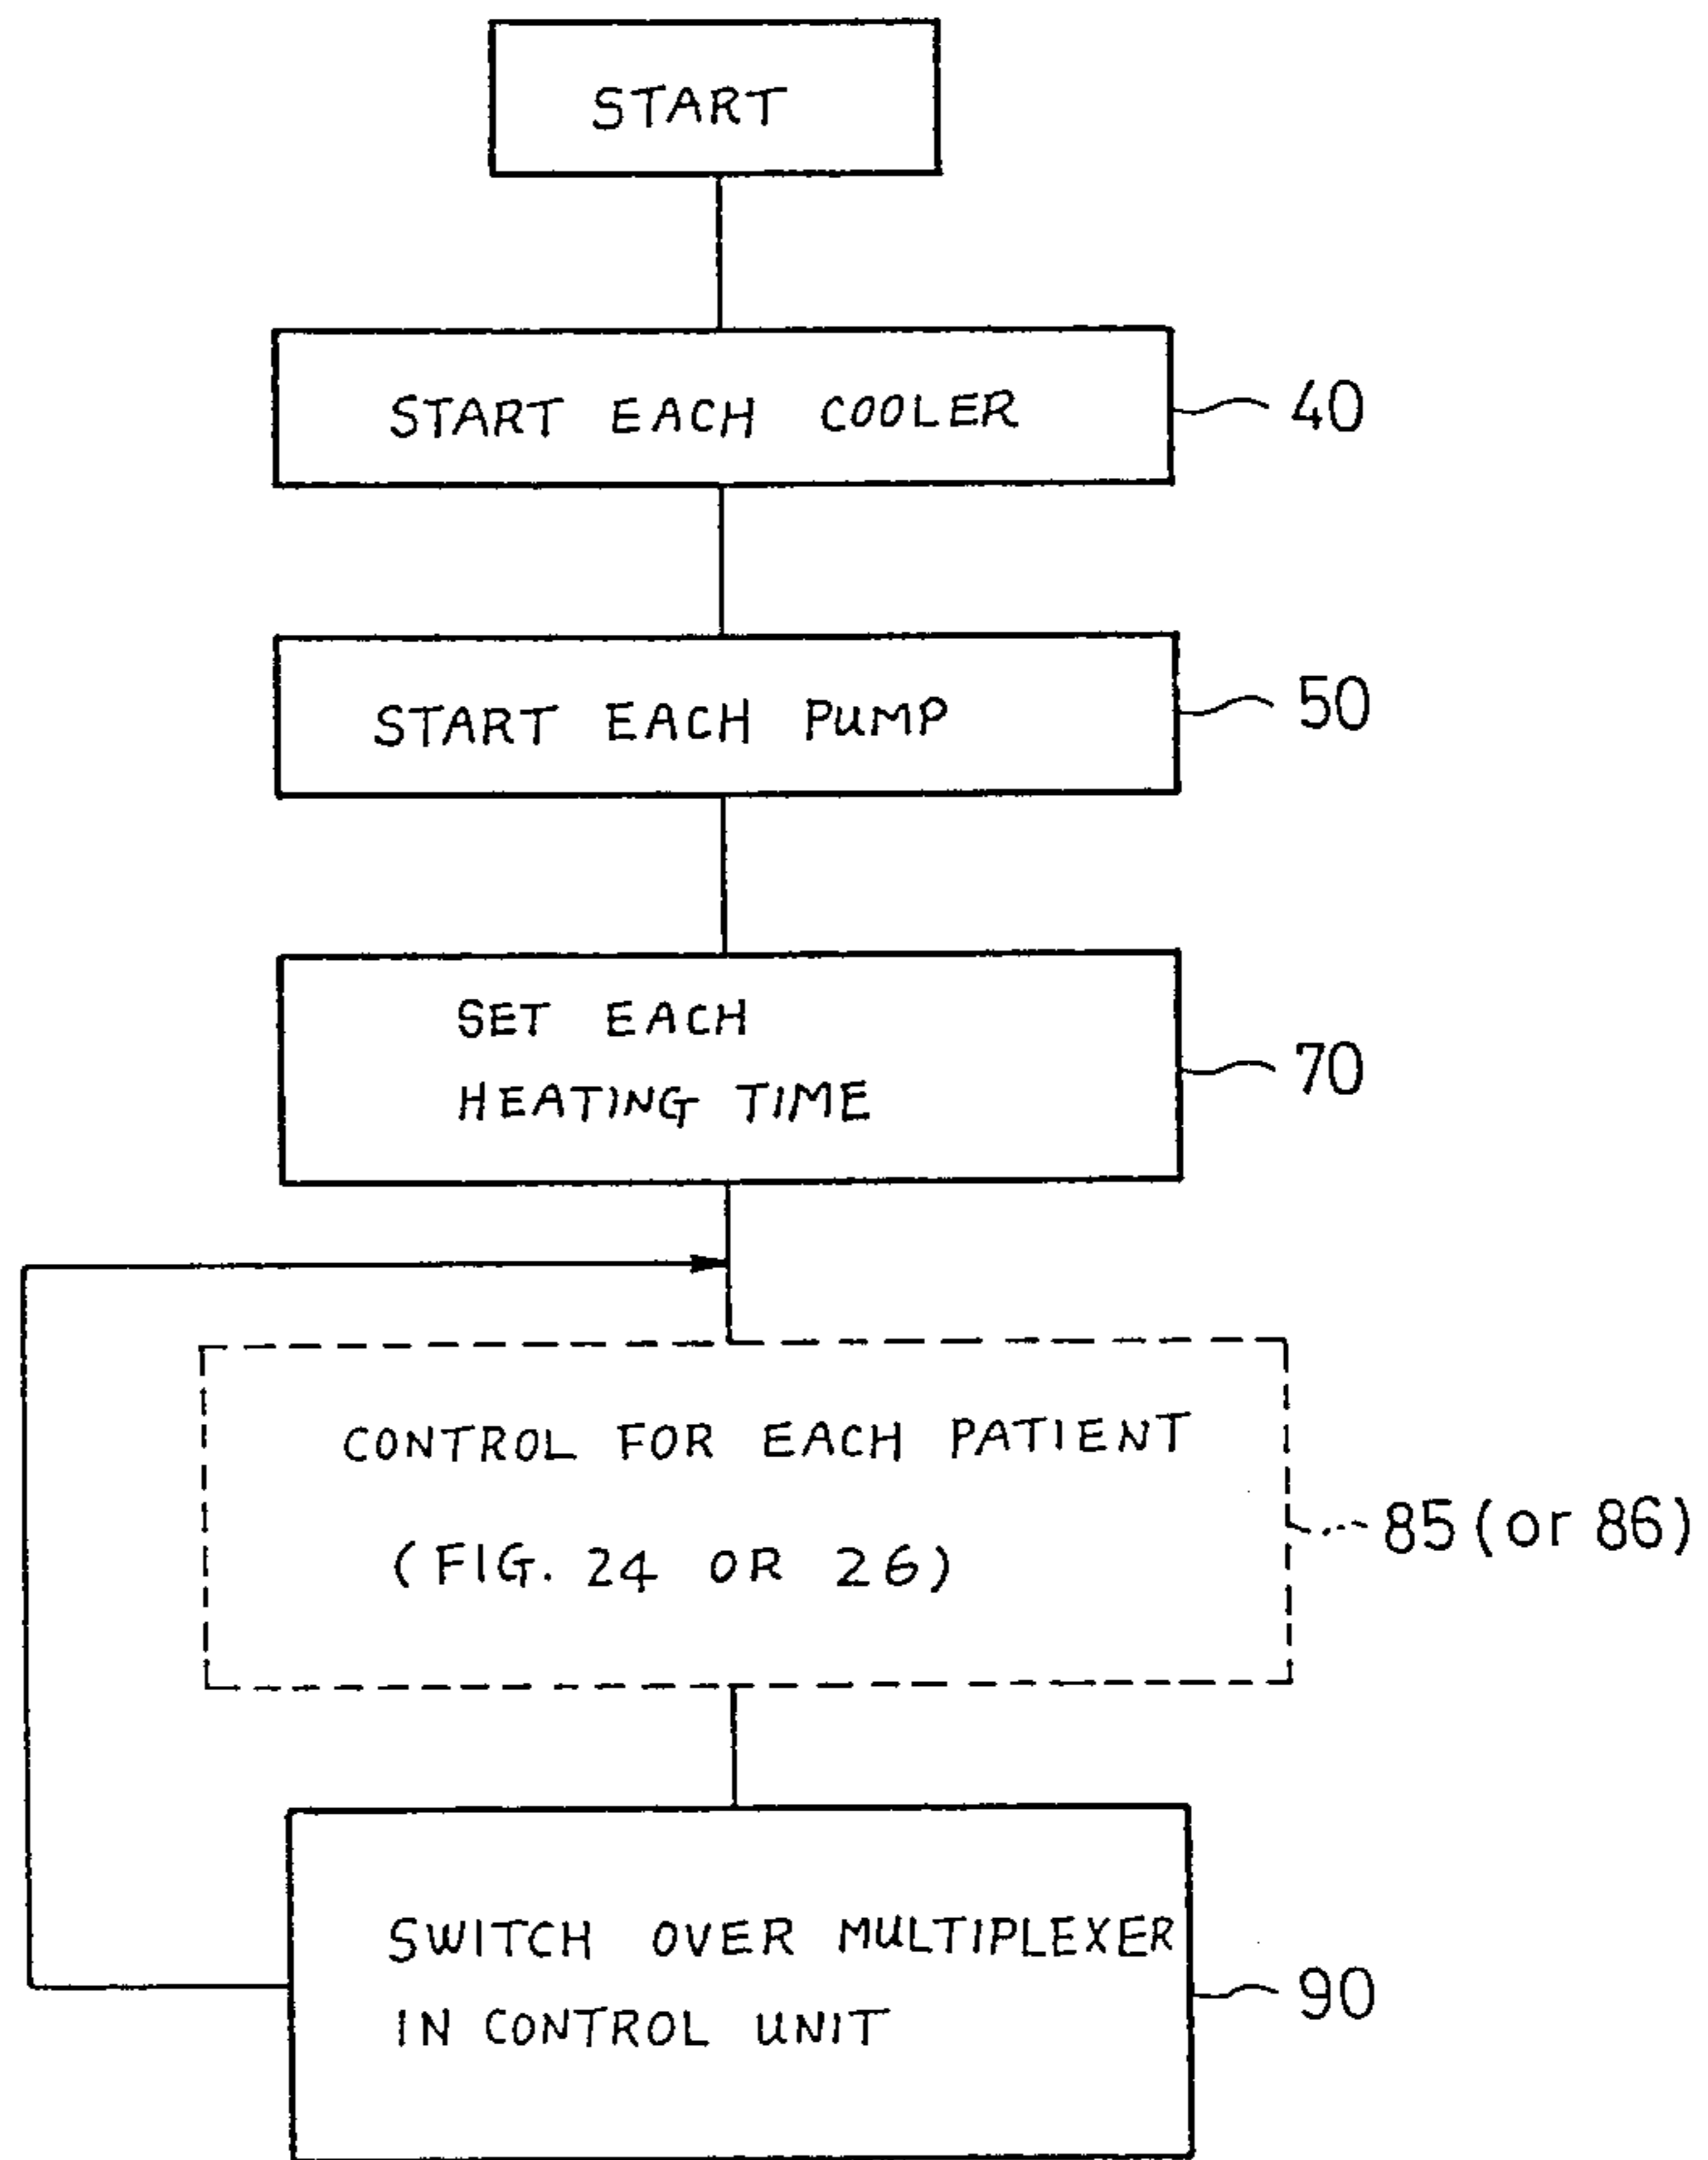 START
START EACH COOLER
40
START EACH PUMP
50
SET EACH
HEATING TIME
70
CONTROL FOR EACH PATIENT
(FIG. 24 OR 26)
85 (or 86)
SWITCH OVER MULTIPLEXER
IN CONTROL UNIT
90